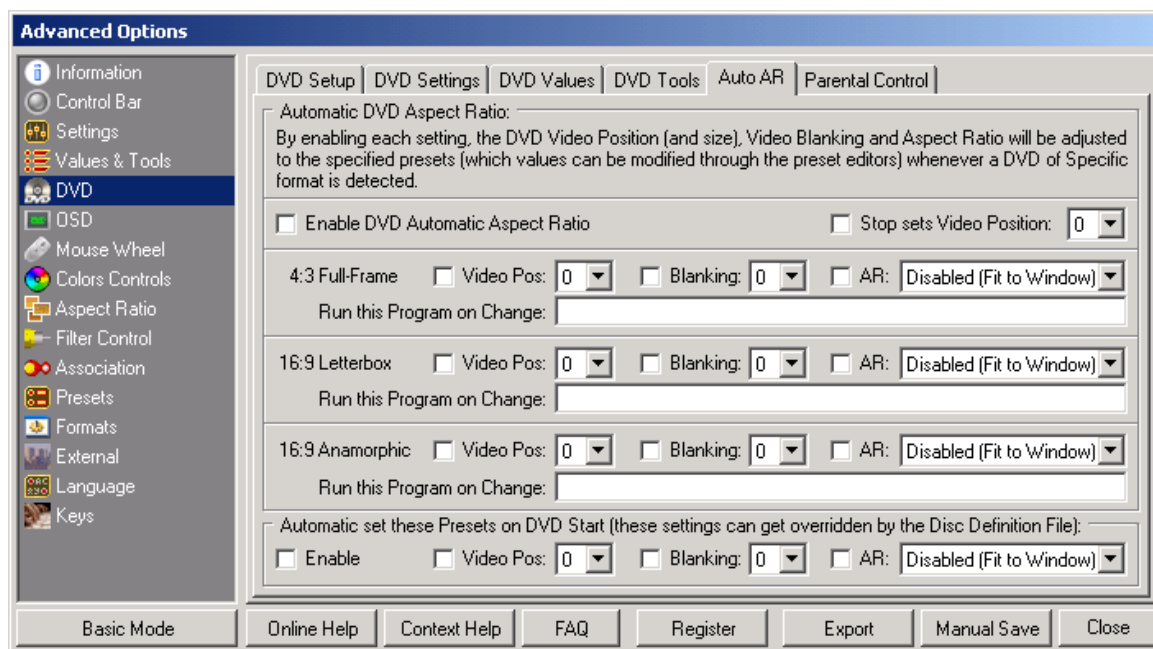 Advanced Options
Information
Control Bar
Settings
Values & Tools
DVD
OSD
Mouse Wheel
Colors Controls
Aspect Ratio
Filter Control
Association
Presets
Formats
External
Language
Keys
DVD Setup DVD Settings DVD Values DVD Tools Auto AR Parental Control
Automatic DVD Aspect Ratio:
By enabling each setting, the DVD Video Position (and size), Video Blanking and Aspect Ratio will be adjusted
to the specified presets (which values can be modified through the preset editors) whenever a DVD of Specific
format is detected.
Enable DVD Automatic Aspect Ratio Stop sets Video Position: 0
4:3 Full-Frame Video Pos: 0 Blanking: 0 AR: Disabled (Fit to Window)
Run this Program on Change:
16:9 Letterbox Video Pos: 0 Blanking: 0 AR: Disabled (Fit to Window)
Run this Program on Change:
16:9 Anamorphic Video Pos: 0 Blanking: 0 AR: Disabled (Fit to Window)
Run this Program on Change:
Automatic set these Presets on DVD Start (these settings can get overridden by the Disc Definition File):
Enable Video Pos: 0 Blanking: 0 AR: Disabled (Fit to Window)
Basic Mode Online Help Context Help FAQ Register Export Manual Save Close